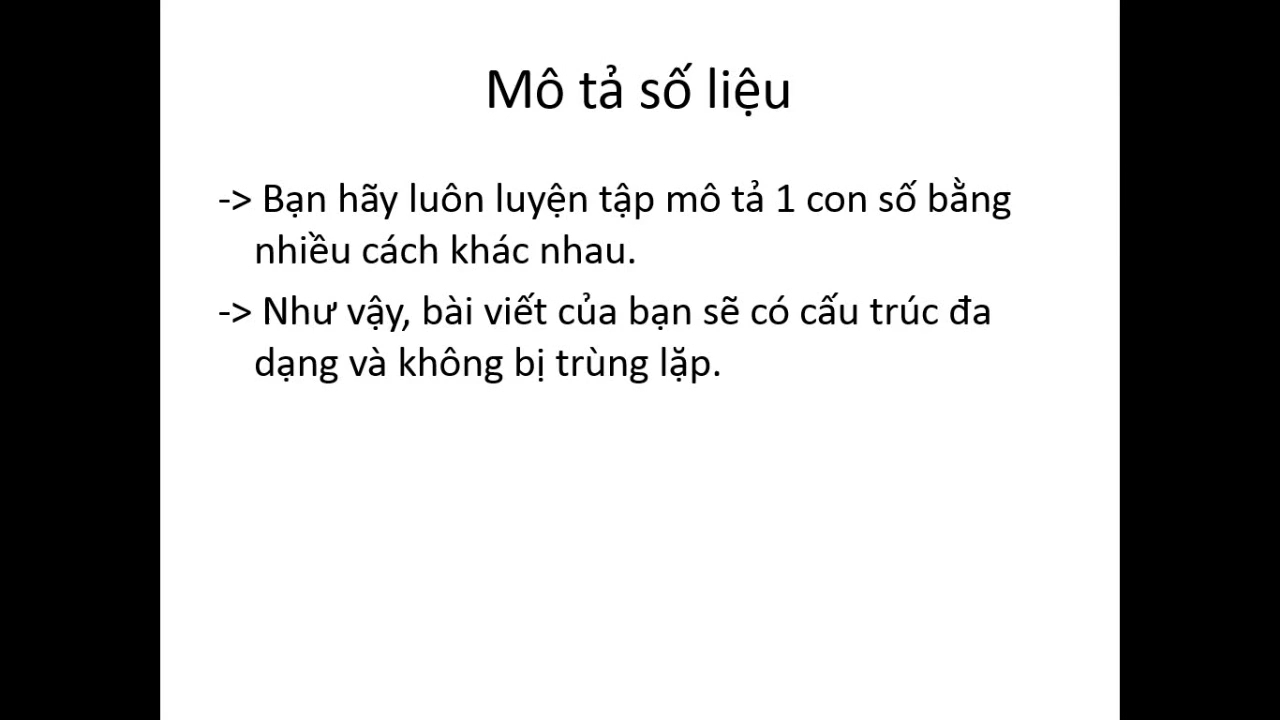 Mô tả số liệu
-> Bạn hãy luôn luyện tập mô tả 1 con số bằng
nhiều cách khác nhau.
-> Như vậy, bài viết của bạn sẽ có cấu trúc đa
dạng và không bị trùng lặp.